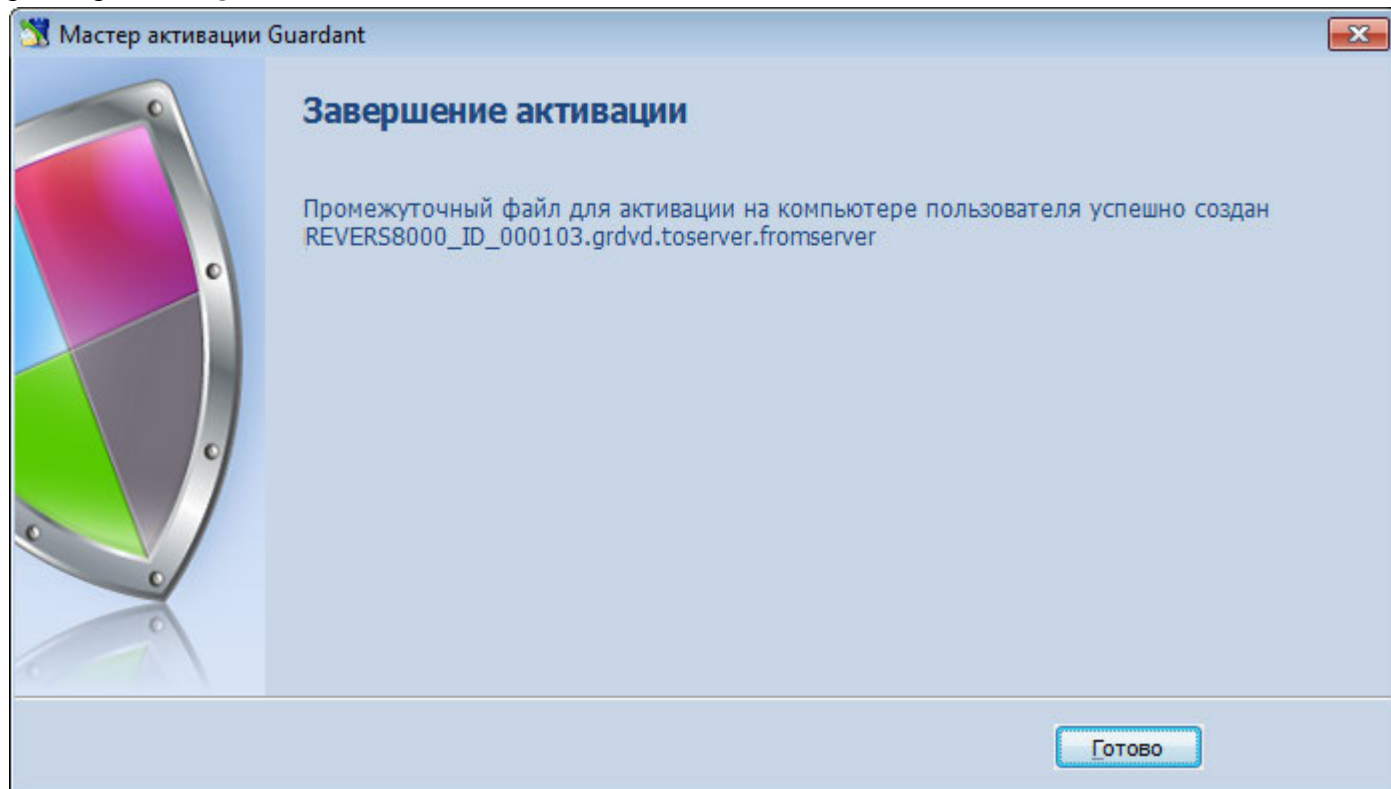 Мастер активации Guardant
Завершение активации
Промежуточный файл для активации на компьютере пользователя успешно создан
REVERS8000_ID_000103.grdvd.toserver.fromserver
Готово